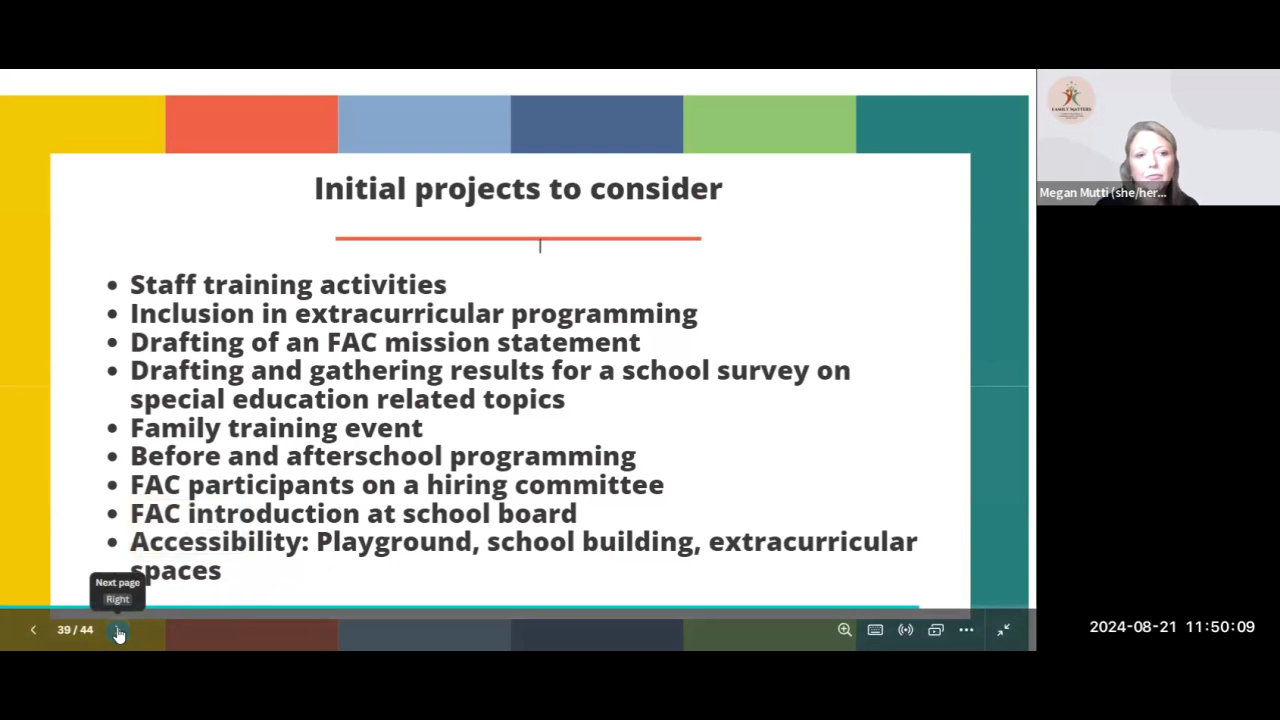 Initial projects to consider
• Staff training activities
• Inclusion in extracurricular programming
• Drafting of an FAC mission statement
• Drafting and gathering results for a school survey on
special education related topics
• Family training event
• Before and afterschool programming
• FAC participants on a hiring committee
• FAC introduction at school board
• Accessibility: Playground, school building, extracurricular
spaces
Next page
Right
39 / 44
FAMILY MATTERS
Megan Mutti (she/her...
2024-08-21 11:50:09